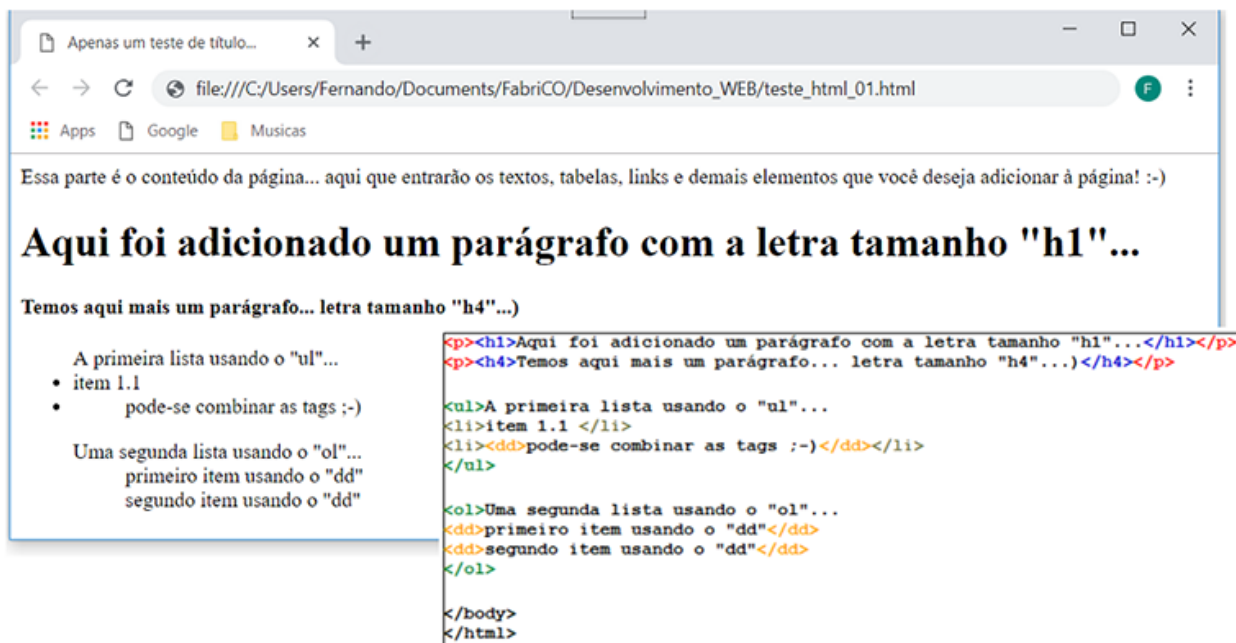 Apenas um teste de título...
file:///C:/Users/Fernando/Documents/FabriCO/Desenvolvimento_WEB/teste_html_01.html
F
Apps Google Musicas
Essa parte é o conteúdo da página... aqui que entrarão os textos, tabelas, links e demais elementos que você deseja adicionar à página! :-)
Aqui foi adicionado um parágrafo com a letra tamanho "h1"...
Temos aqui mais um parágrafo... letra tamanho "h4"...)
A primeira lista usando o "ul"...
item 1.1
pode-se combinar as tags ;-)
Uma segunda lista usando o "ol"...
primeiro item usando o "dd"
segundo item usando o "dd"
<p><h1>Aqui foi adicionado um parágrafo com a letra tamanho "h1"...</h1></p>
<p><h4>Temos aqui mais um parágrafo... letra tamanho "h4"...)</h4></p>
<ul>A primeira lista usando o "ul"...
<li>item 1.1 </li>
<li><dd>pode-se combinar as tags ;-)</dd></li>
</ul>
<ol>Uma segunda lista usando o "ol"...
<dd>primeiro item usando o "dd"</dd>
<dd>segundo item usando o "dd"</dd>
</ol>
</body>
</html>